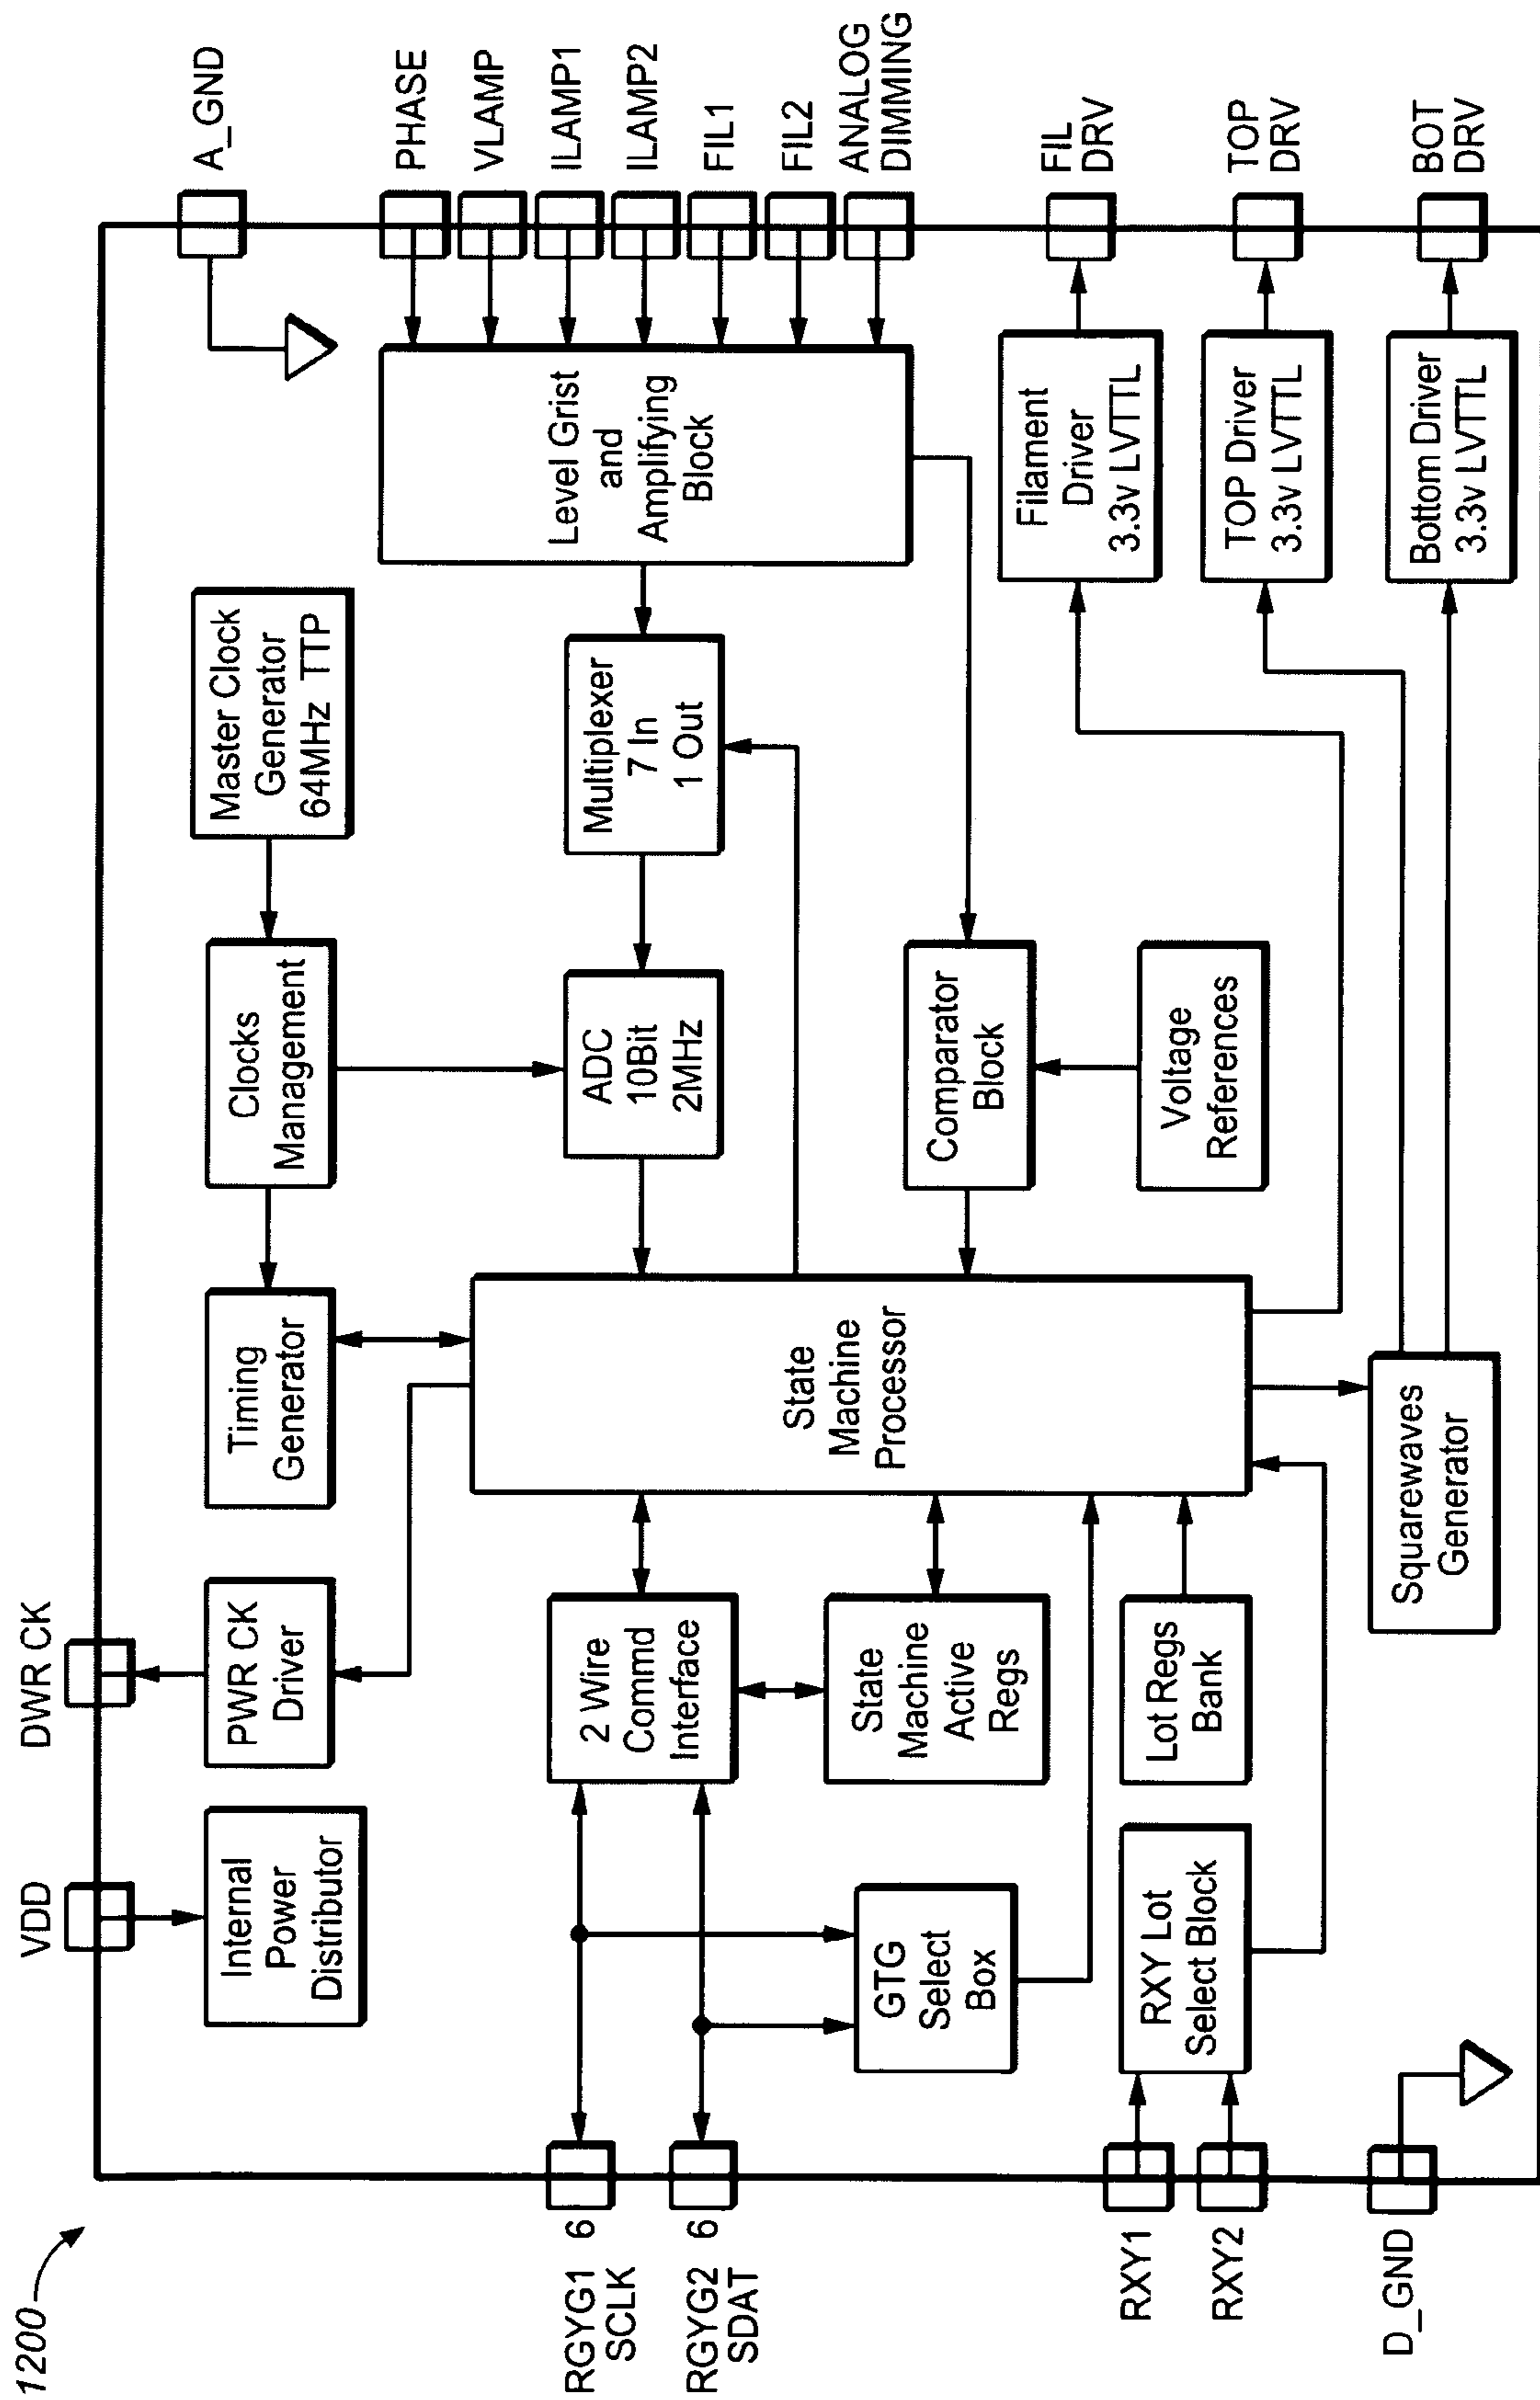 1200
VDD
DWR CK
A_GND
Internal
Power
Distributor
PWR CK
Driver
Timing
Generator
Clocks
Management
Master Clock
Generator
64MHz TTP
PHASE
VLAMP
ILAMP1
ILAMP2
FIL1
FIL2
ANALOG
DIMMING
RGYG1 6
SCLK
RGYG2 6
SDAT
2 Wire
Commd
Interface
ADC
10Bit
2MHz
Multiplexer
7 In
1 Out
Level Grist
and
Amplifying
Block
State
Machine
Processor
State
Machine
Active
Regs
GTG
Select
Box
Comparator
Block
Voltage
References
Filament
Driver
3.3v LVTTL
FIL
DRV
RXY1
RXY2
RXY Lot
Select Block
Lot Regs
Bank
TOP Driver
3.3v LVTTL
TOP
DRV
D_GND
Squarewaves
Generator
Bottom Driver
3.3v LVTTL
BOT
DRV